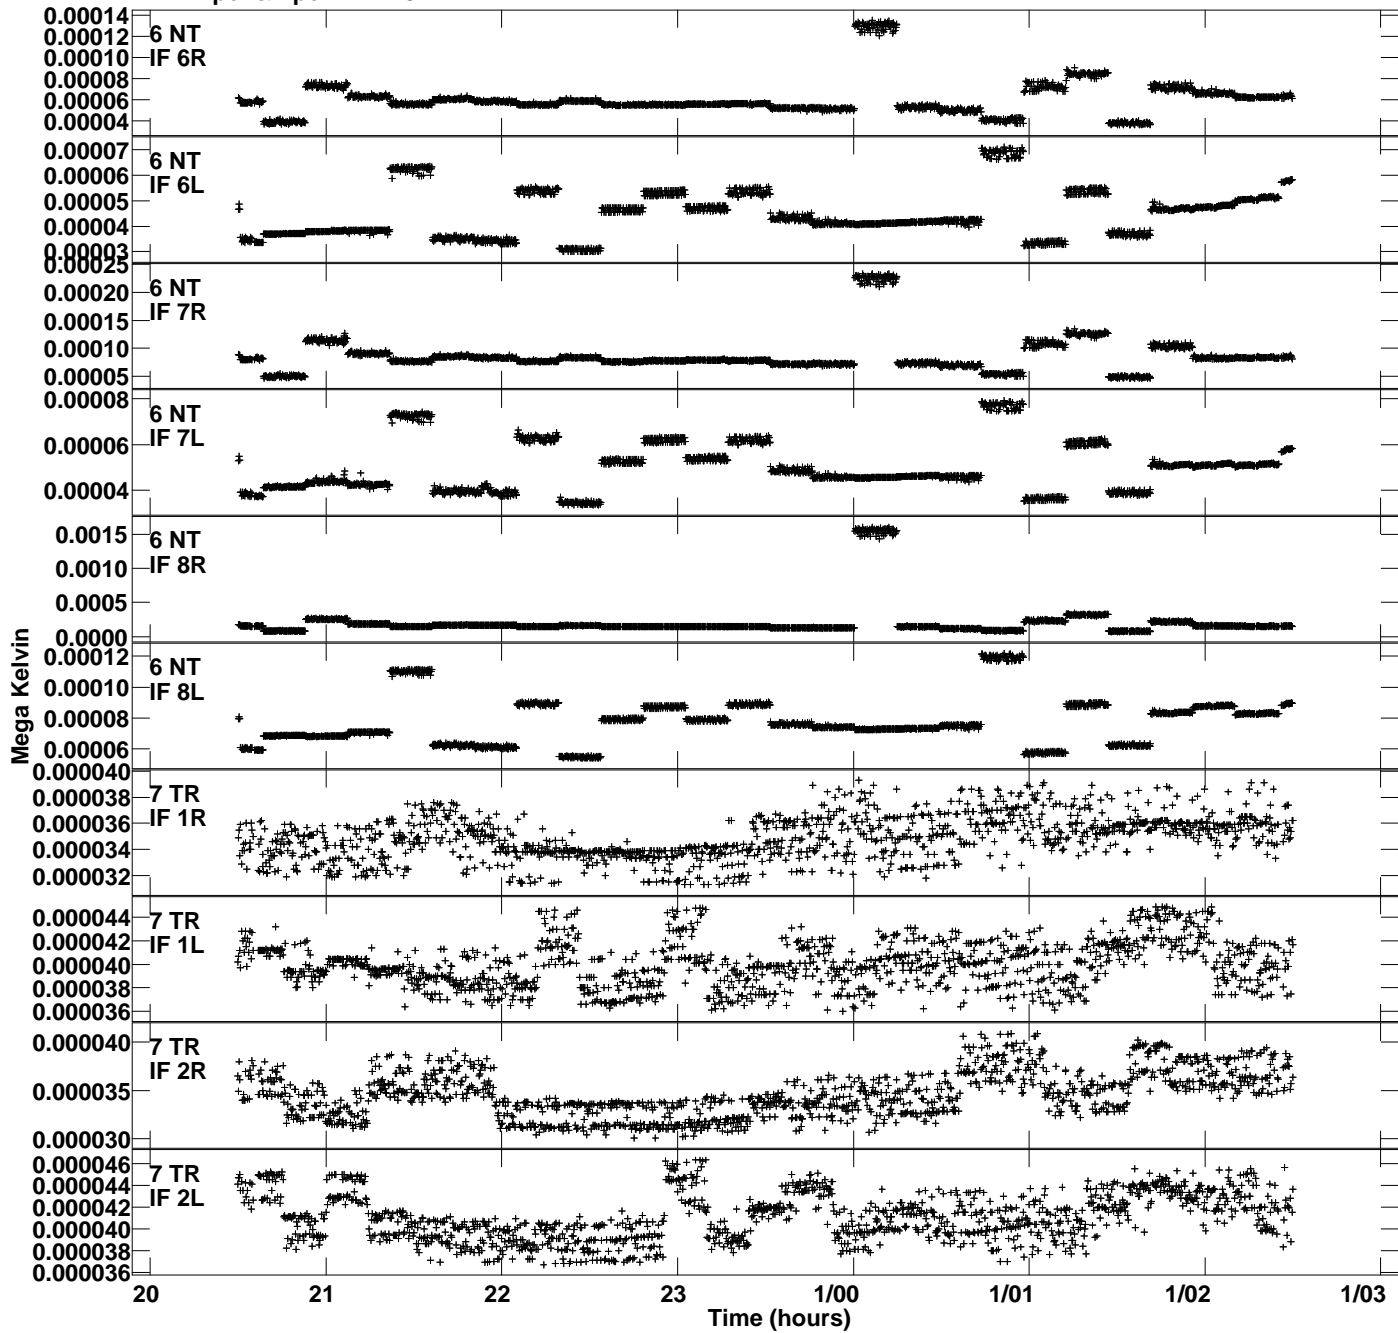 0.00014
0.00012
0.00010
0.00008
0.00006
0.00004
6 NT
IF 6R
0.00007
0.00006
0.00005
0.00004
0.00003
6 NT
IF 6L
0.00025
0.00020
0.00015
0.00010
0.00005
6 NT
IF 7R
0.00008
0.00006
0.00004
6 NT
IF 7L
0.0015
0.0010
0.0005
0.0000
6 NT
IF 8R
0.00012
0.00010
0.00008
0.00006
6 NT
IF 8L
0.000040
0.000038
0.000036
0.000034
0.000032
7 TR
IF 1R
0.000044
0.000042
0.000040
0.000038
0.000036
7 TR
IF 1L
0.000040
0.000035
0.000030
7 TR
IF 2R
0.000046
0.000044
0.000042
0.000040
0.000038
0.000036
7 TR
IF 2L
Mega Kelvin
20 21 22 23 1/00 1/01 1/02 1/03
Time (hours)